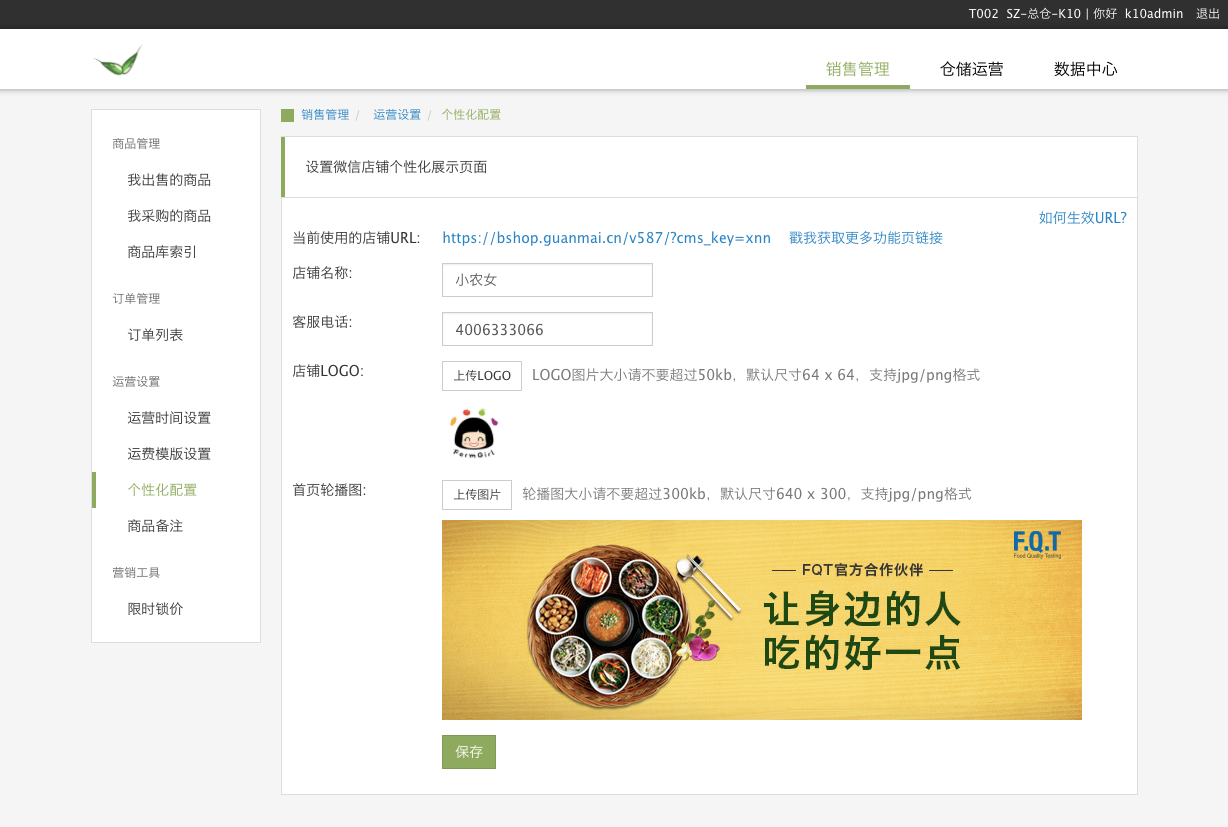 T002 SZ-总仓-K10 | 你好 k10admin 退出
销售管理 仓储运营 数据中心
商品管理
我出售的商品
我采购的商品
商品库索引
订单管理
订单列表
运营设置
运营时间设置
运费模版设置
个性化配置
商品备注
营销工具
限时锁价
销售管理 / 运营设置 / 个性化配置
设置微信店铺个性化展示页面
如何生效URL?
当前使用的店铺URL: https://bshop.guanmai.cn/v587/?cms_key=xnn 戳我获取更多功能页链接
店铺名称: 小农女
客服电话: 4006333066
店铺LOGO: 上传LOGO LOGO图片大小请不要超过50kb，默认尺寸64 x 64，支持jpg/png格式
FarmGirl
首页轮播图: 上传图片 轮播图大小请不要超过300kb，默认尺寸640 x 300，支持jpg/png格式
F.Q.T
Food Quality Testing
FQT官方合作伙伴
让身边的人
吃的好一点
保存